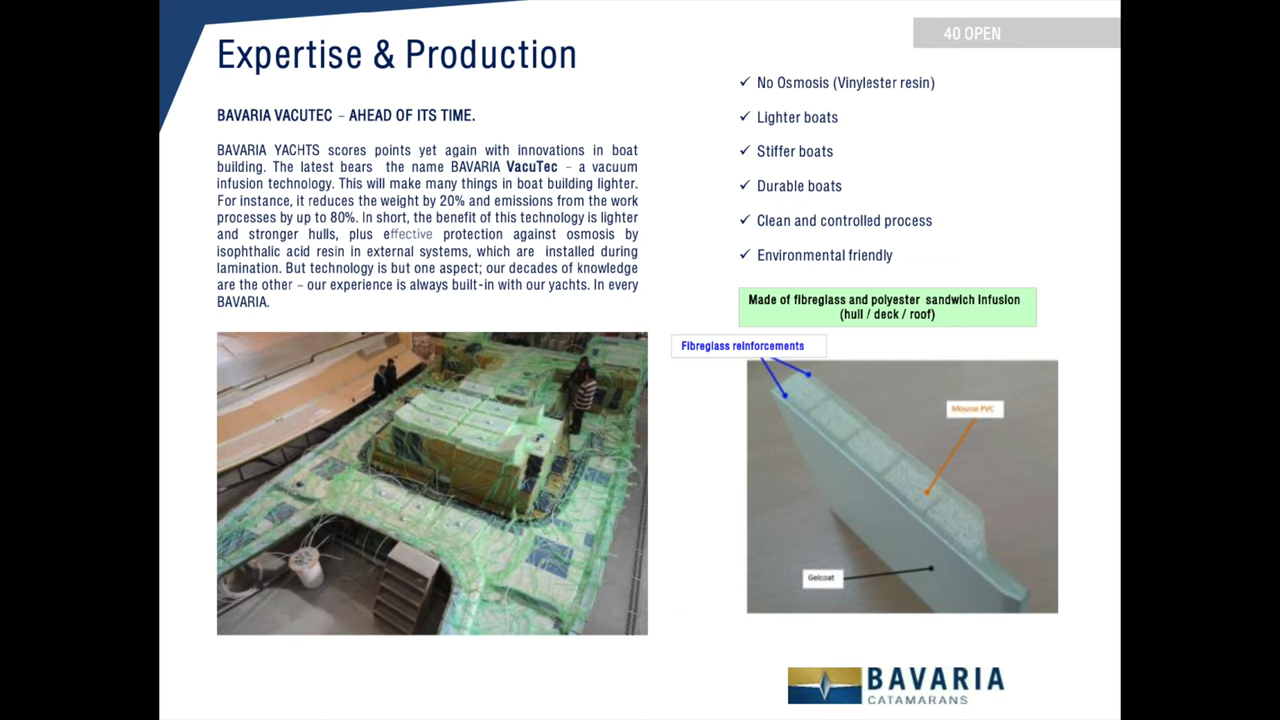 40 OPEN
Expertise & Production
BAVARIA VACUTEC – AHEAD OF ITS TIME.
BAVARIA YACHTS scores points yet again with innovations in boat
building. The latest bears the name BAVARIA VacuTec – a vacuum
infusion technology. This will make many things in boat building lighter.
For instance, it reduces the weight by 20% and emissions from the work
processes by up to 80%. In short, the benefit of this technology is lighter
and stronger hulls, plus effective protection against osmosis by
isophthalic acid resin in external systems, which are installed during
lamination. But technology is but one aspect; our decades of knowledge
are the other – our experience is always built-in with our yachts. In every
BAVARIA.
✓ No Osmosis (Vinylester resin)
✓ Lighter boats
✓ Stiffer boats
✓ Durable boats
✓ Clean and controlled process
✓ Environmental friendly
Made of fibreglass and polyester sandwich infusion
(hull / deck / roof)
Fibreglass reinforcements
Mousse PVC
Gelcoat
BAVARIA
CATAMARANS